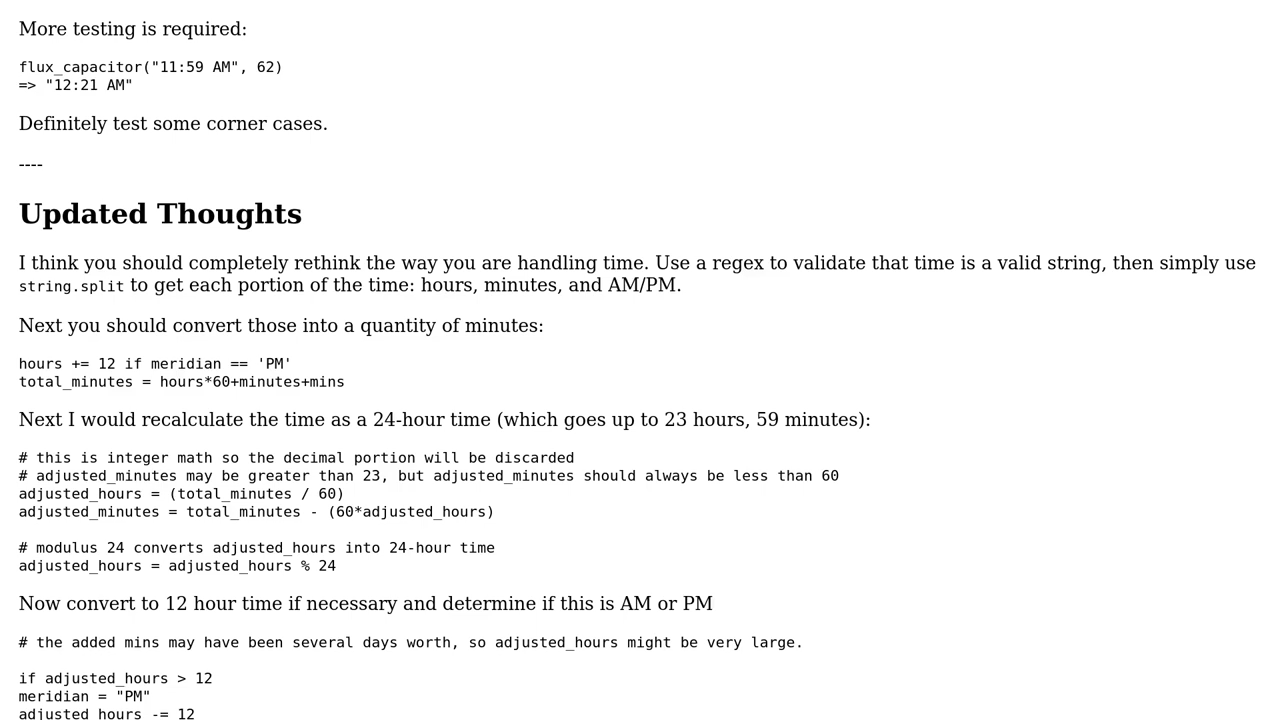 More testing is required:
flux_capacitor("11:59 AM", 62)
=> "12:21 AM"
Definitely test some corner cases.
----
Updated Thoughts
I think you should completely rethink the way you are handling time. Use a regex to validate that time is a valid string, then simply use
string.split to get each portion of the time: hours, minutes, and AM/PM.
Next you should convert those into a quantity of minutes:
hours += 12 if meridian == 'PM'
total_minutes = hours*60+minutes+mins
Next I would recalculate the time as a 24-hour time (which goes up to 23 hours, 59 minutes):
# this is integer math so the decimal portion will be discarded
# adjusted_minutes may be greater than 23, but adjusted_minutes should always be less than 60
adjusted_hours = (total_minutes / 60)
adjusted_minutes = total_minutes - (60*adjusted_hours)
# modulus 24 converts adjusted_hours into 24-hour time
adjusted_hours = adjusted_hours % 24
Now convert to 12 hour time if necessary and determine if this is AM or PM
# the added mins may have been several days worth, so adjusted_hours might be very large.
if adjusted_hours > 12
meridian = "PM"
adjusted_hours -= 12